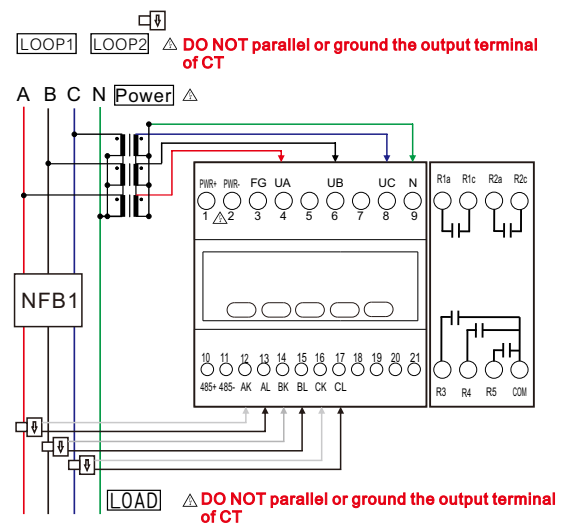 LOOP1 LOOP2 ⚠ DO NOT parallel or ground the output terminal
of CT
A B C N Power ⚠
PWR+ PWR- FG UA UB UC N
1 ⚠ 2 3 4 5 6 7 8 9
R1a R1c R2a R2c
NFB1
10 11 12 13 14 15 16 17 18 19 20 21
485+ 485- AK AL BK BL CK CL
R3 R4 R5 COM
LOAD ⚠ DO NOT parallel or ground the output terminal
of CT